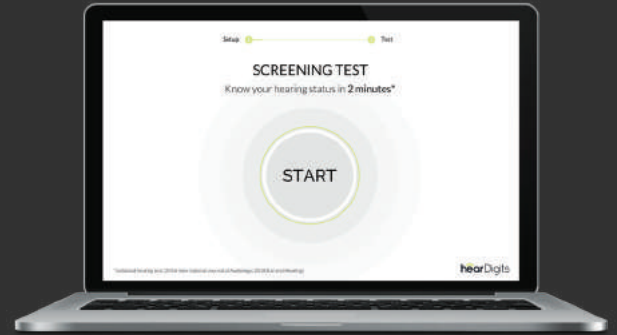 Setup Test
SCREENING TEST
Know your hearing status in 2 minutes*
START
hearDigits